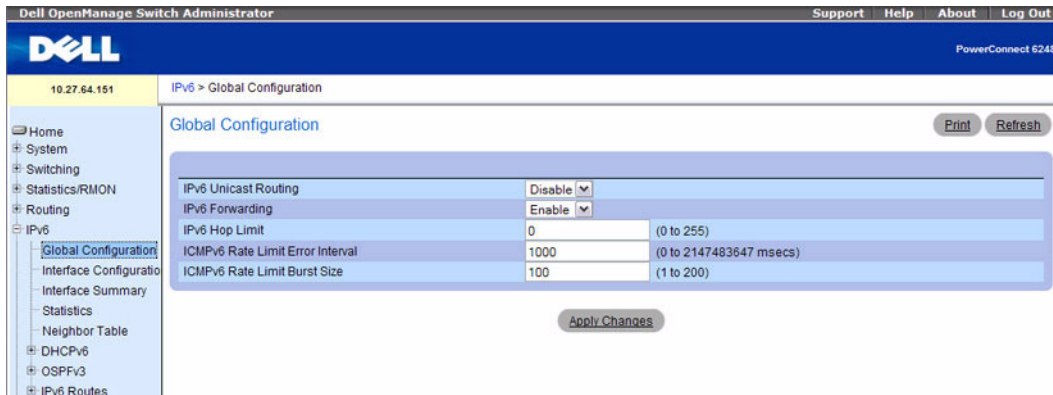 Dell OpenManage Switch Administrator Support Help About Log Out
DELL
PowerConnect 6248
10.27.64.151
IPv6 > Global Configuration
Home
System
Switching
Statistics/RMON
Routing
IPv6
Global Configuration
Interface Configuratio
Interface Summary
Statistics
Neighbor Table
DHCPv6
OSPFv3
IPv6 Routes
Global Configuration
Print Refresh
IPv6 Unicast Routing Disable
IPv6 Forwarding Enable
IPv6 Hop Limit 0 (0 to 255)
ICMPv6 Rate Limit Error Interval 1000 (0 to 2147483647 msecs)
ICMPv6 Rate Limit Burst Size 100 (1 to 200)
Apply Changes